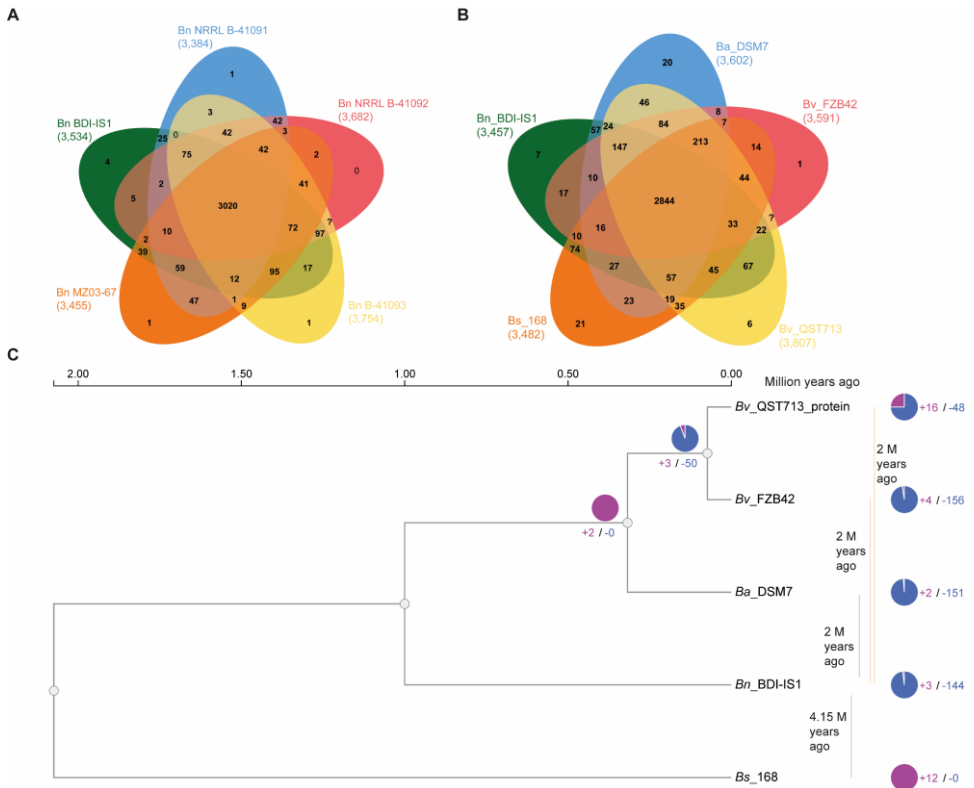 A
Bn NRRL B-41091
(3,384)
Bn NRRL B-41092
(3,682)
Bn BDI-IS1
(3,534)
Bn MZ03-67
(3,455)
Bn B-41093
(3,754)
1
3
42
42
3
25
0
75
42
2
0
4
2
41
5
3020
?
10
72
97
2
39
59
95
17
12
47
1
9
1
1
B
Ba_DSM7
(3,602)
Bv_FZB42
(3,591)
Bn_BDI-IS1
(3,457)
Bs_168
(3,482)
Bv_QST713
(3,807)
20
46
8
7
57
24
84
147
213
14
1
7
10
44
17
2844
?
16
33
22
10
74
27
45
67
57
23
19
35
21
6
C
2.00
1.50
1.00
0.50
0.00
Million years ago
Bv_QST713_protein
+16 / -48
+3 / -50
2 M
years
ago
Bv_FZB42
+4 / -156
+2 / -0
2 M
years
ago
Ba_DSM7
+2 / -151
2 M
years
ago
Bn_BDI-IS1
+3 / -144
4.15 M
years
ago
Bs_168
+12 / -0